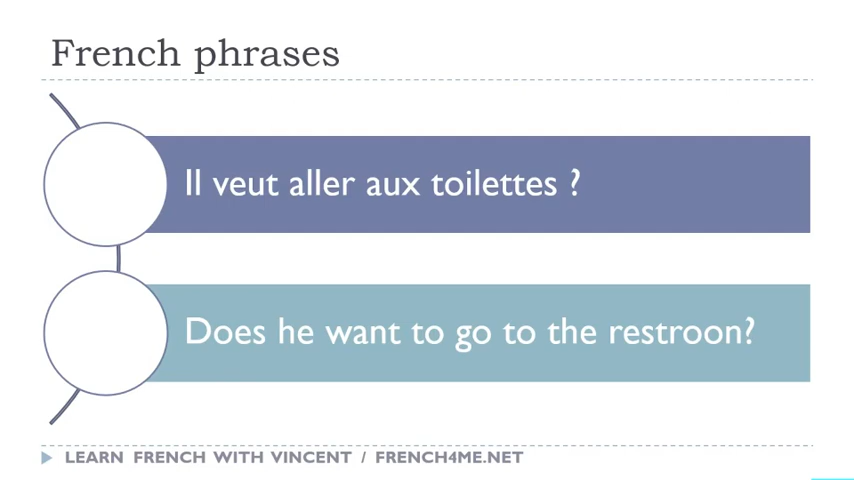 French phrases
Il veut aller aux toilettes ?
Does he want to go to the restroon?
LEARN FRENCH WITH VINCENT / FRENCH4ME.NET